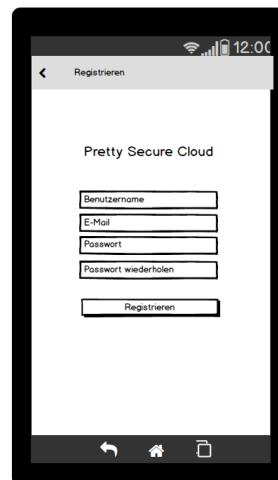 12:00
Registrieren
Pretty Secure Cloud
Benutzername
E-Mail
Passwort
Passwort wiederholen
Registrieren